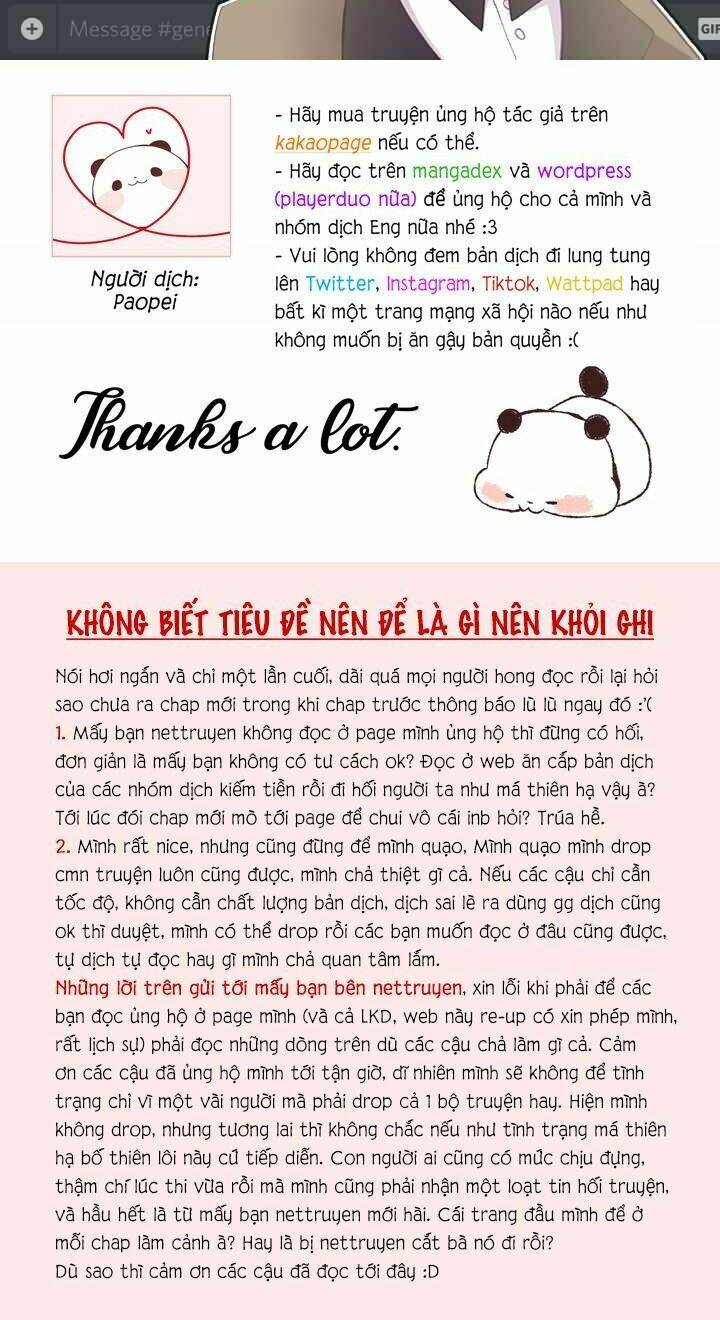 Message #gene
GIF
- Hãy mua truyện ủng hộ tác giả trên
kakaopage nếu có thể.
- Hãy đọc trên mangadex và wordpress
(playerduo nữa) để ủng hộ cho cả mình và
nhóm dịch Eng nữa nhé :3
- Vui lòng không đem bản dịch đi lung tung
lên Twitter, Instagram, Tiktok, Wattpad hay
bất kì một trang mạng xã hội nào nếu như
không muốn bị ăn gậy bản quyền :(
Người dịch:
Paopei
Thanks a lot.
KHÔNG BIẾT TIÊU ĐỀ NÊN ĐỂ LÀ GÌ NÊN KHỎI GHI
Nói hơi ngắn và chỉ một lần cuối, dài quá mọi người hong đọc rồi lại hỏi
sao chưa ra chap mới trong khi chap trước thông báo lù lù ngay đó :'(
1. Mấy bạn nettruyen không đọc ở page mình ủng hộ thì đừng có hối,
đơn giản là mấy bạn không có tư cách ok? Đọc ở web ăn cắp bản dịch
của các nhóm dịch kiếm tiền rồi đi hối người ta như má thiên hạ vậy à?
Tới lúc đói chap mới mò tới page để chui vô cái inb hỏi? Trúa hề.
2. Mình rất nice, nhưng cũng đừng để mình quạo, Mình quạo mình drop
cmn truyện luôn cũng được, mình chả thiệt gì cả. Nếu các cậu chỉ cần
tốc độ, không cần chất lượng bản dịch, dịch sai lè ra dùng gg dịch cũng
ok thì duyệt, mình có thể drop rồi các bạn muốn đọc ở đâu cũng được,
tự dịch tự đọc hay gì mình chả quan tâm lắm.
Những lời trên gửi tới mấy bạn bên nettruyen, xin lỗi khi phải để các
bạn đọc ủng hộ ở page mình (và cả LKD, web này re-up có xin phép mình,
rất lịch sự) phải đọc những dòng trên dù các cậu chả làm gì cả. Cảm
ơn các cậu đã ủng hộ mình tới tận giờ, dĩ nhiên mình sẽ không để tình
trạng chỉ vì một vài người mà phải drop cả 1 bộ truyện hay. Hiện mình
không drop, nhưng tương lai thì không chắc nếu như tình trạng má thiên
hạ bố thiên lôi này cứ tiếp diễn. Con người ai cũng có mức chịu đựng,
thậm chí lúc thi vừa rồi mà mình cũng phải nhận một loạt tin hối truyện,
và hầu hết là từ mấy bạn nettruyen mới hài. Cái trang đầu mình để ở
mỗi chap làm cảnh à? Hay là bị nettruyen cắt bà nó đi rồi?
Dù sao thì cảm ơn các cậu đã đọc tới đây :D